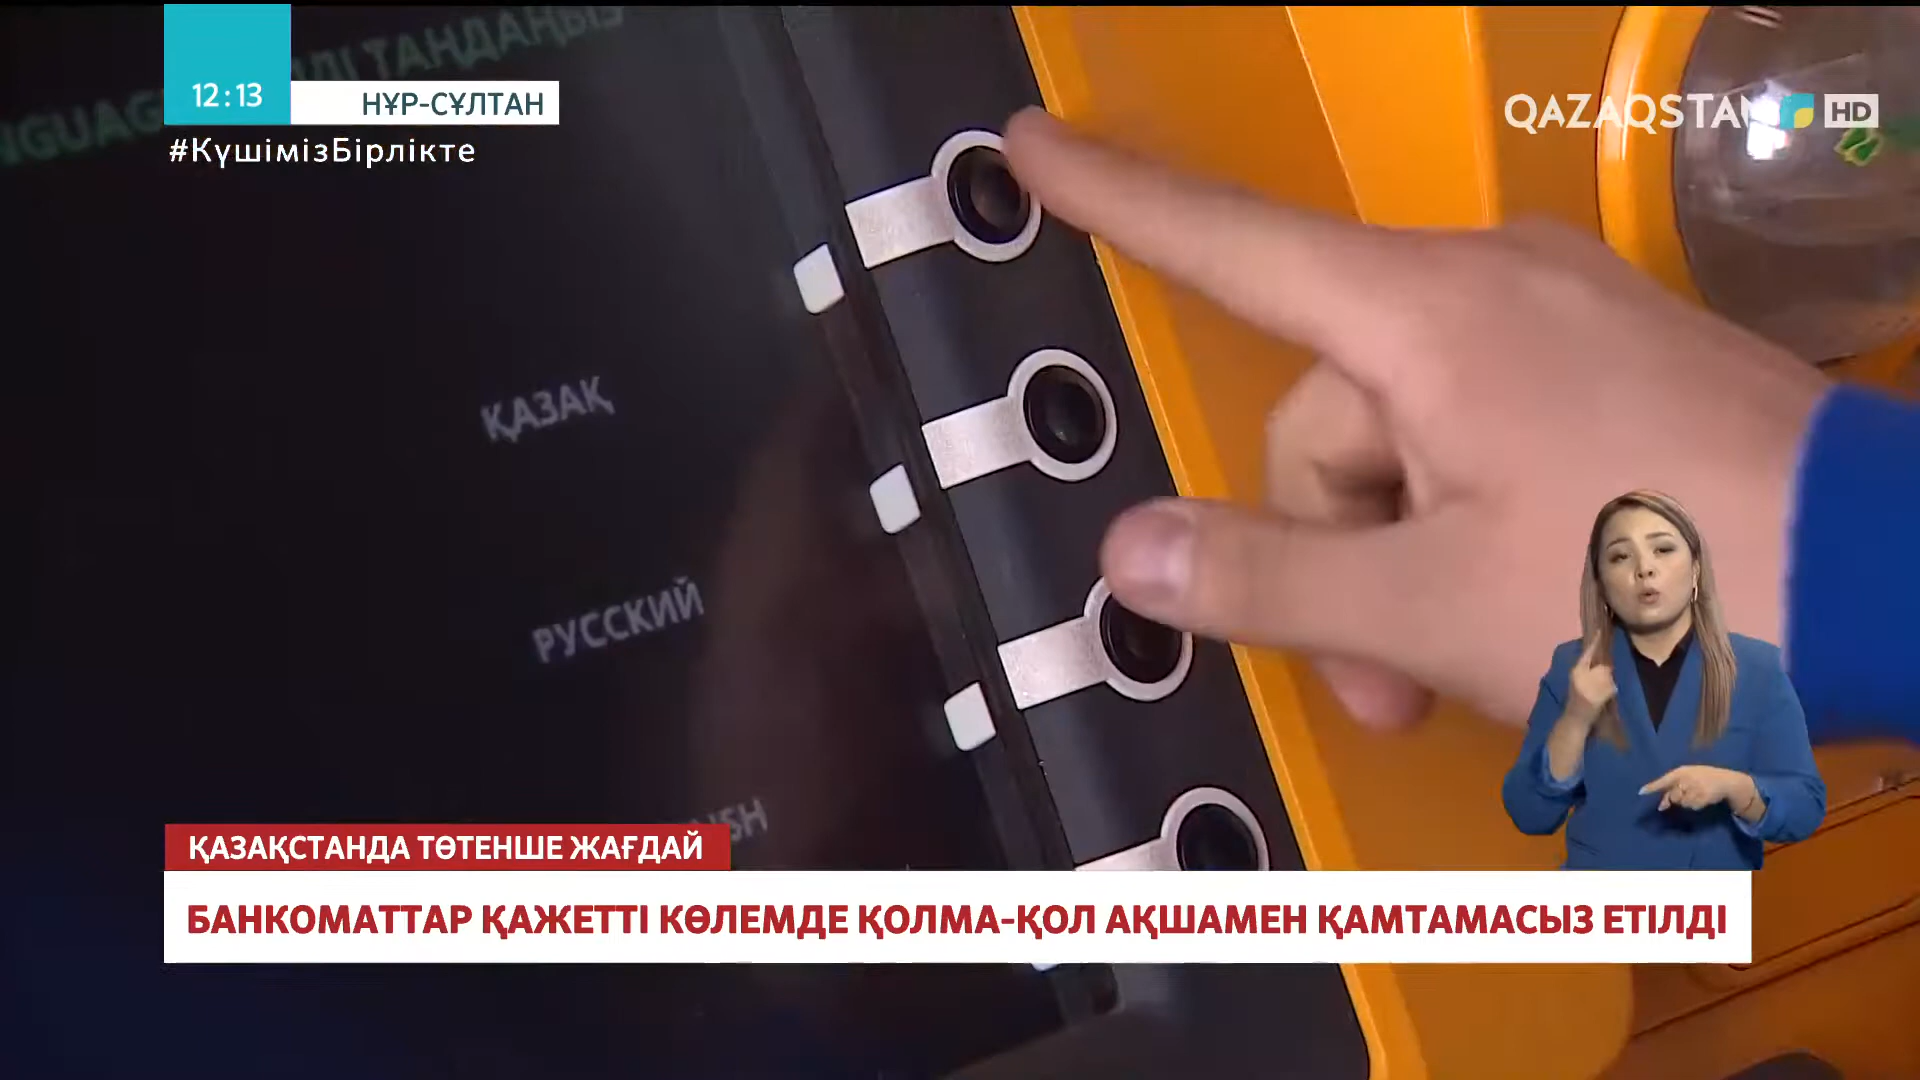 12:13
НҰР-СҰЛТАН
#КүшімізБірлікте
QAZAQSTAN HD
ТАҢДАҢЫЗ
ҚАЗАҚ
РУССКИЙ
ҚАЗАҚСТАНДА ТӨТЕНШЕ ЖАҒДАЙ
БАНКОМАТТАР ҚАЖЕТТІ КӨЛЕМДЕ ҚОЛМА-ҚОЛ АҚШАМЕН ҚАМТАМАСЫЗ ЕТІЛДІ